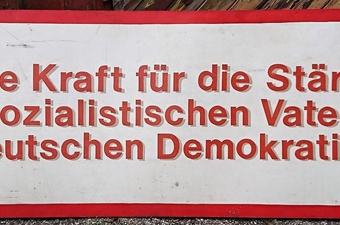 e Kraft für die Stär
ozialistischen Vate
eutschen Demokrati